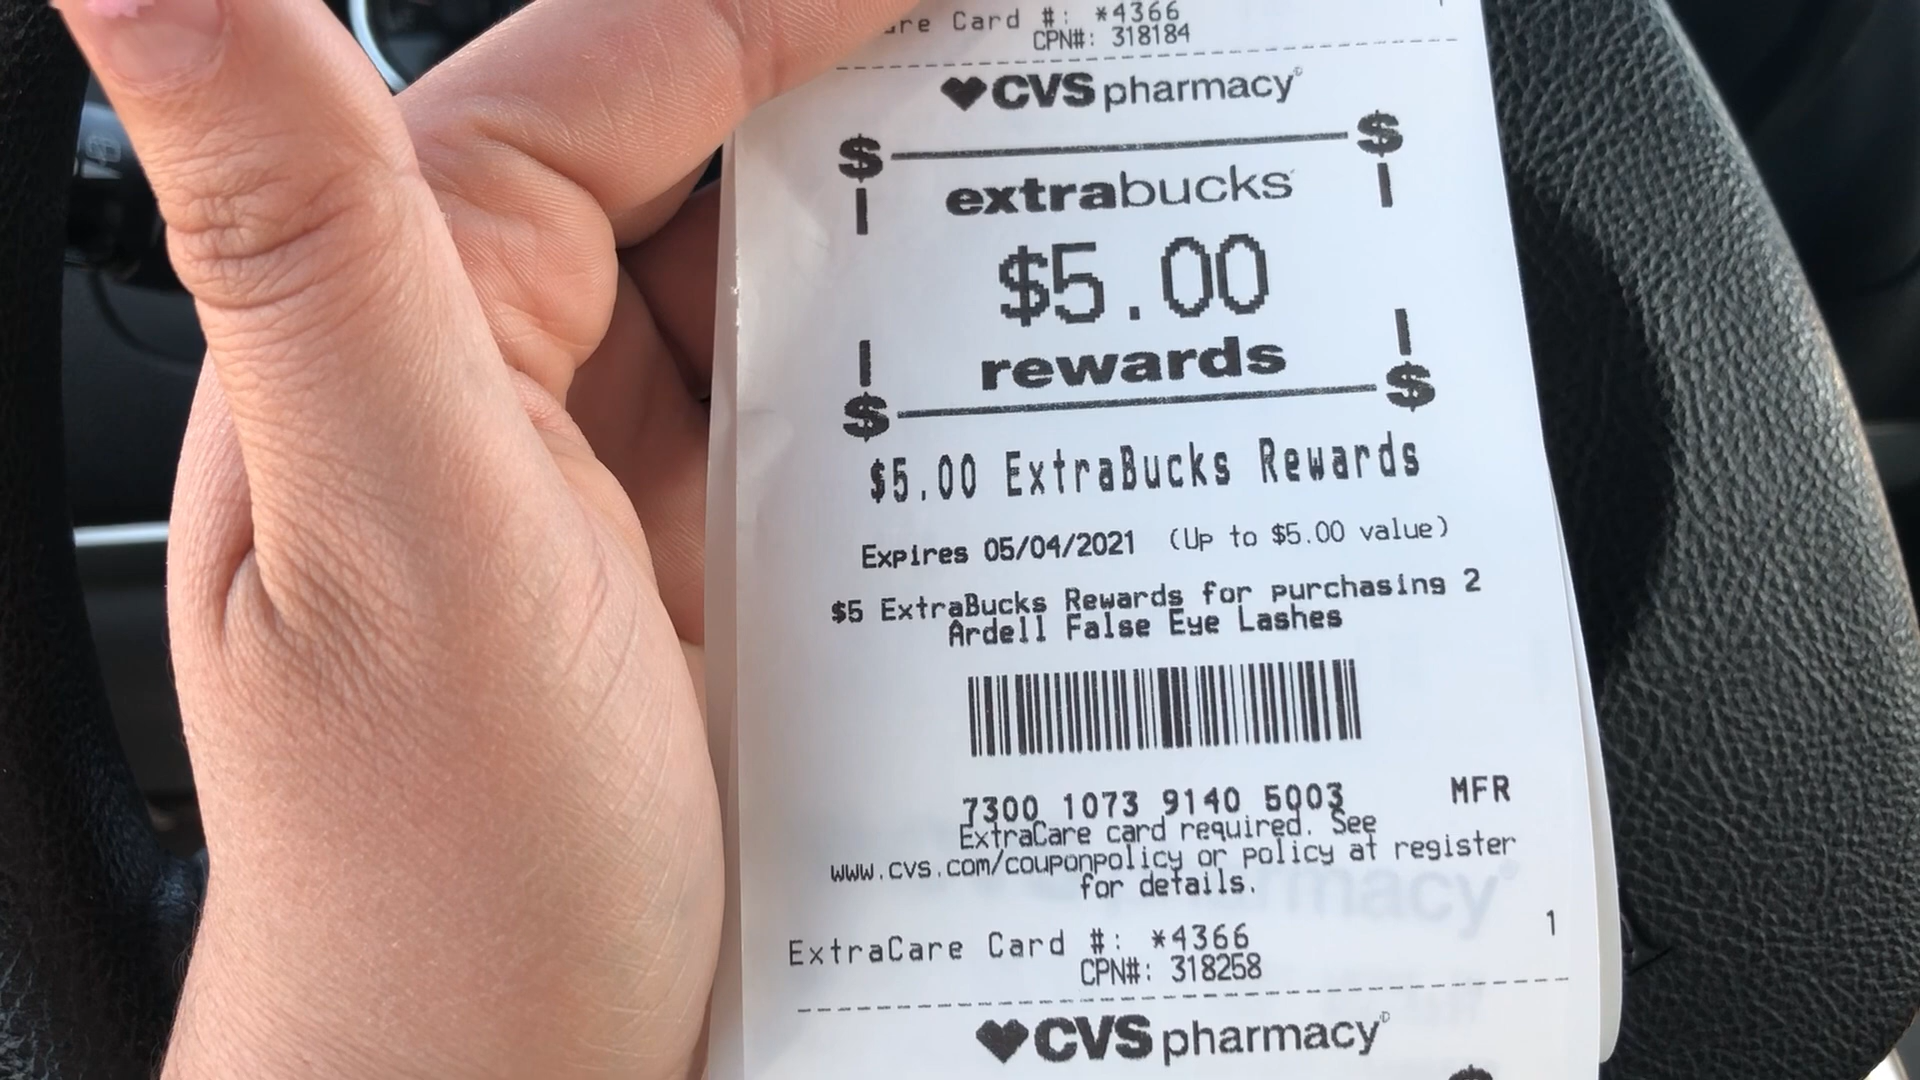 Card #: *4366
CPN#: 318184
CVS pharmacy
$ $
extrabucks
$5.00
rewards
$ $
$5.00 ExtraBucks Rewards
Expires 05/04/2021 (Up to $5.00 value)
$5 ExtraBucks Rewards for purchasing 2
Ardell False Eye Lashes
7300 1073 9140 5003 MFR
ExtraCare card required. See
www.cvs.com/couponpolicy or policy at register
for details.
ExtraCare Card #: *4366 1
CPN#: 318258
CVS pharmacy